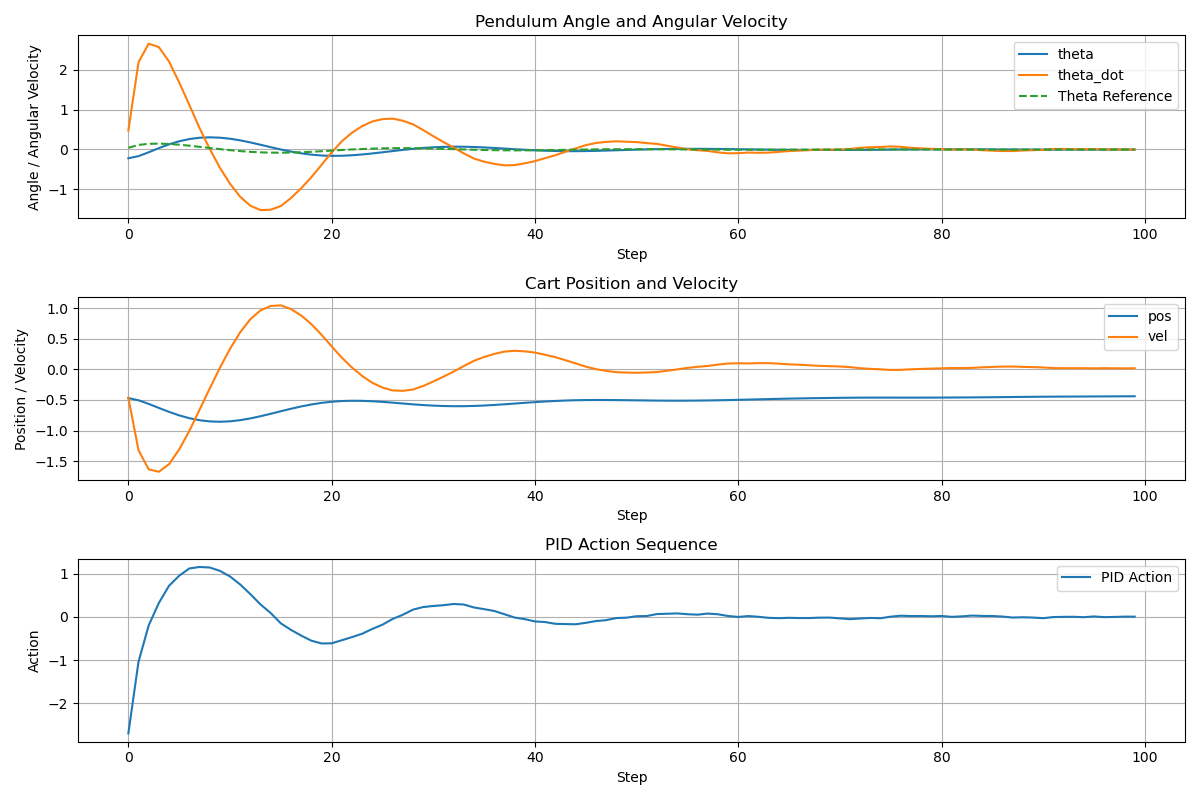 Pendulum Angle and Angular Velocity
Angle / Angular Velocity
2
1
0
−1
theta
theta_dot
Theta Reference
0 20 40 60 80 100
Step
Cart Position and Velocity
Position / Velocity
1.0
0.5
0.0
−0.5
−1.0
−1.5
pos
vel
0 20 40 60 80 100
Step
PID Action Sequence
Action
1
0
−1
−2
PID Action
0 20 40 60 80 100
Step